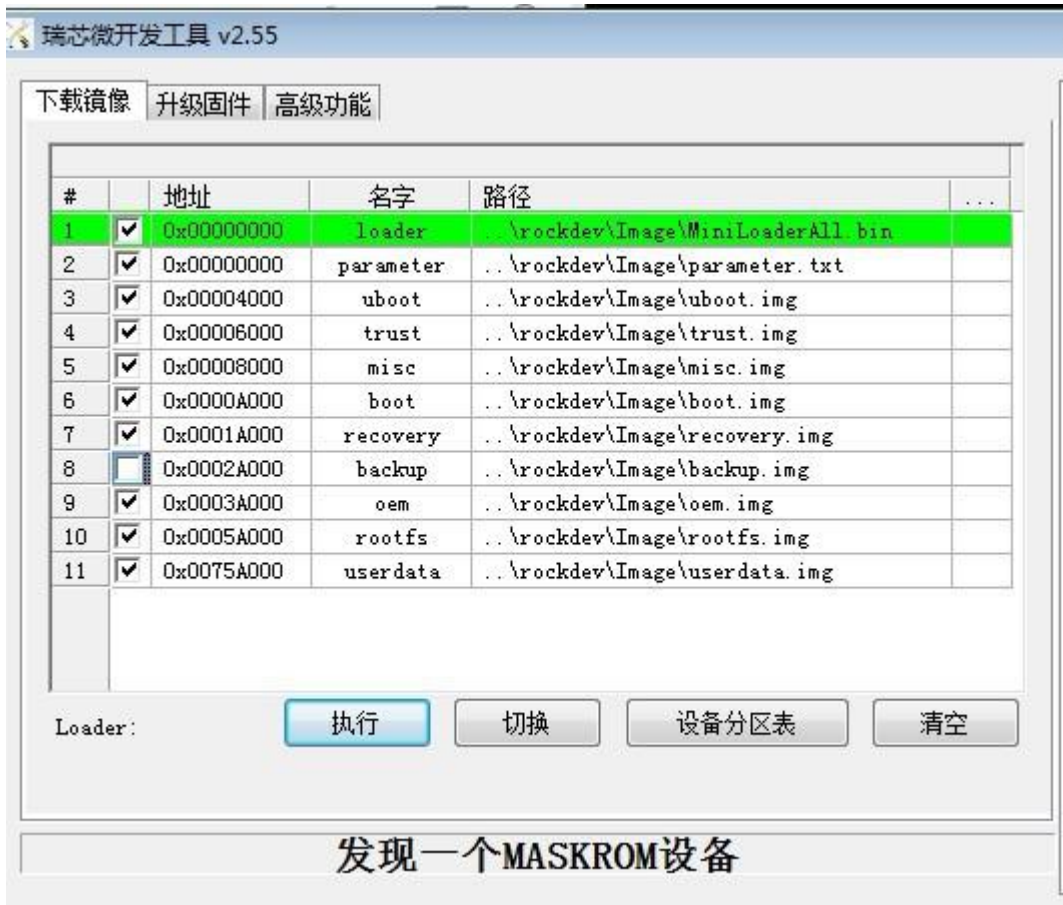 瑞芯微开发工具 v2.55
下载镜像 升级固件 高级功能
# 地址 名字 路径 ...
1 0x00000000 loader ..\rockdev\Image\MiniLoaderAll.bin
2 0x00000000 parameter ..\rockdev\Image\parameter.txt
3 0x00004000 uboot ..\rockdev\Image\uboot.img
4 0x00006000 trust ..\rockdev\Image\trust.img
5 0x00008000 misc ..\rockdev\Image\misc.img
6 0x0000A000 boot ..\rockdev\Image\boot.img
7 0x0001A000 recovery ..\rockdev\Image\recovery.img
8 0x0002A000 backup ..\rockdev\Image\backup.img
9 0x0003A000 oem ..\rockdev\Image\oem.img
10 0x0005A000 rootfs ..\rockdev\Image\rootfs.img
11 0x0075A000 userdata ..\rockdev\Image\userdata.img
Loader: 执行 切换 设备分区表 清空
发现一个MASKROM设备